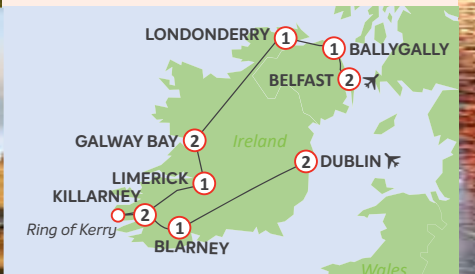 LONDONDERRY
1
1
BALLYGALLY
BELFAST
2
GALWAY BAY
2
Ireland
2
DUBLIN
LIMERICK
1
KILLARNEY
2
Ring of Kerry
1
BLARNEY
Wales